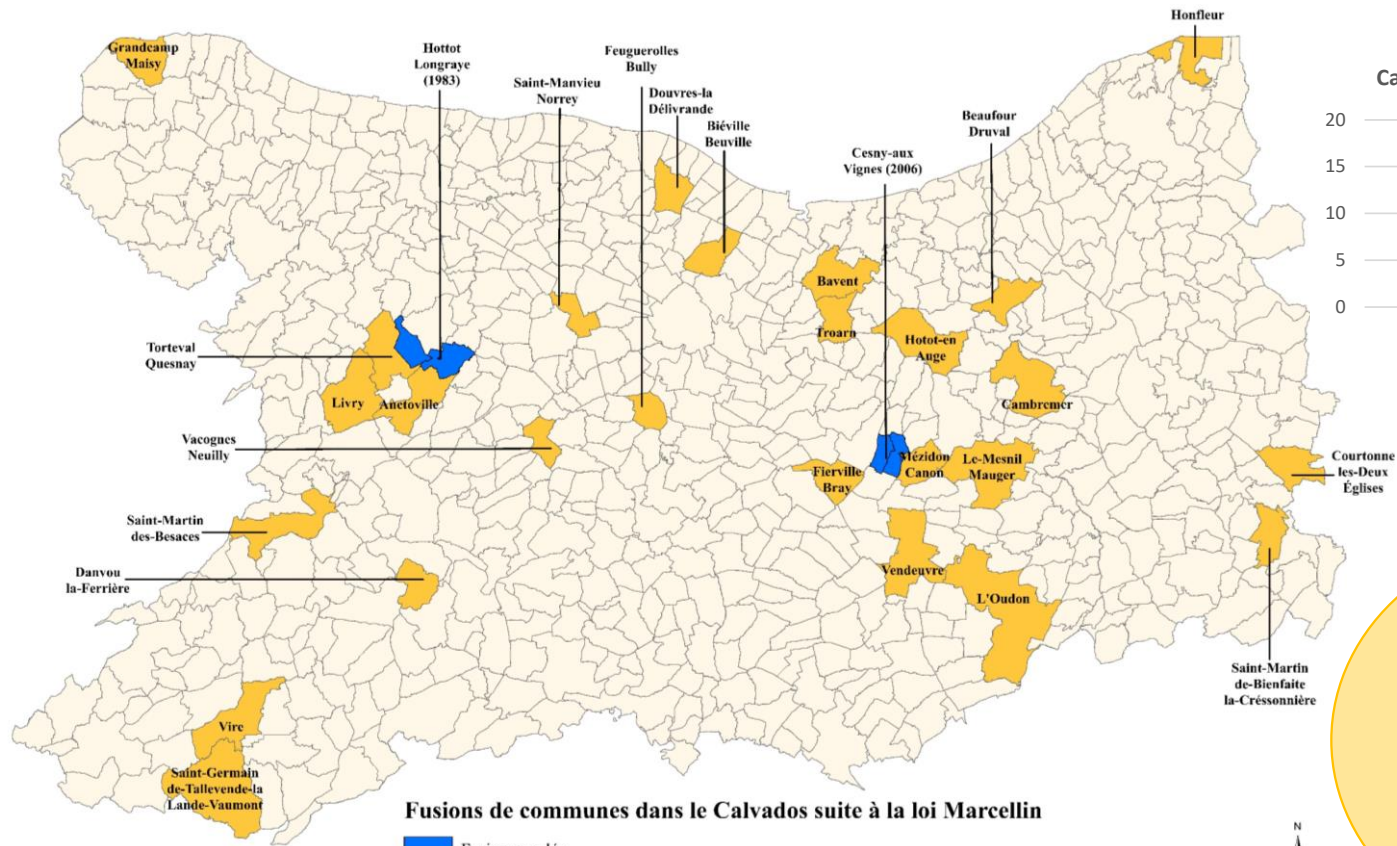 Honfleur
Grandcamp
Maisy
Hottot
Longraye
(1983)
Saint-Manvieu
Norrey
Feuguerolles
Bully
Douvres-la
Délivrande
Biéville
Beuville
Cesny-aux
Vignes (2006)
Beaufour
Druval
Ca
20
15
10
5
0
Bavent
Troarn
Hotot-en
Auge
Cambremer
Torteval
Quesnay
Livry
Anctoville
Vacognes
Neuilly
Fierville
Bray
Mézidon
Canon
Le-Mesnil
Mauger
Courtonne
les-Deux
Églises
Saint-Martin
des-Besaces
Danvou
la-Ferrière
Vendeuvre
L'Oudon
Saint-Martin
de-Bienfaite
la-Créssonnière
Vire
Saint-Germain
de-Tallevende-la
Lande-Vaumont
Fusions de communes dans le Calvados suite à la loi Marcellin
N